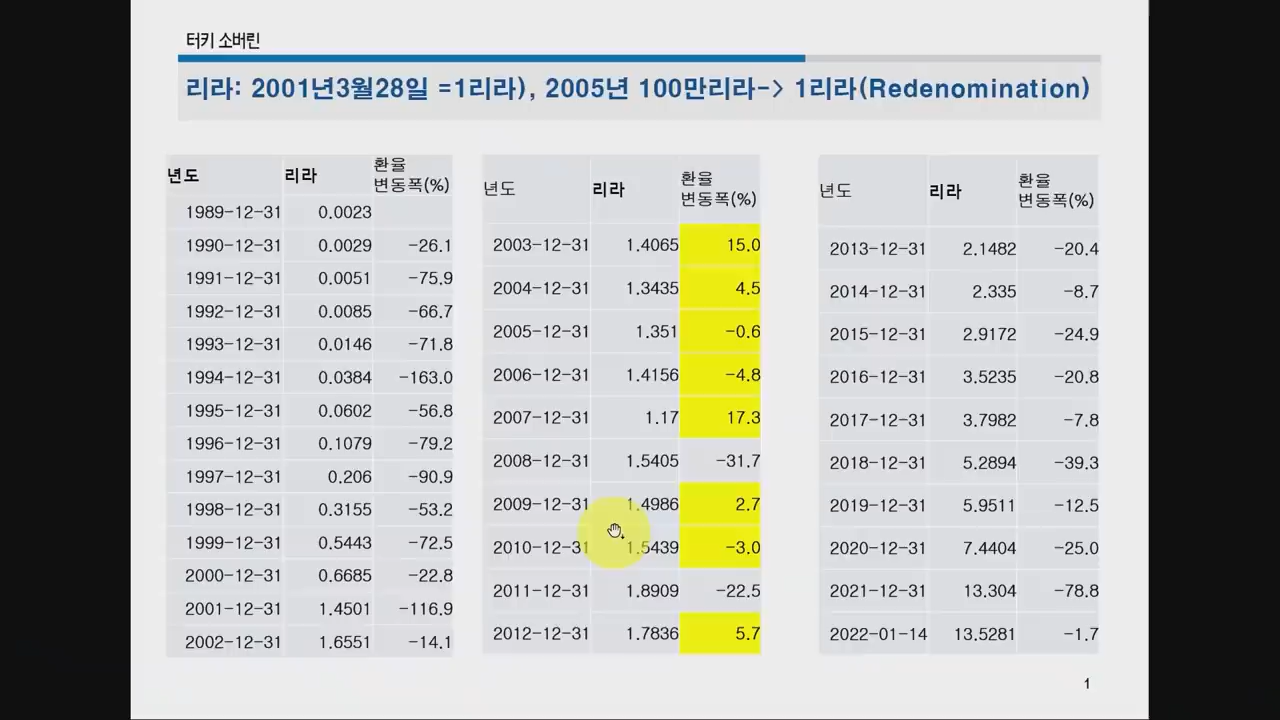 터키 소버린
리라: 2001년3월28일 =1리라), 2005년 100만리라-> 1리라(Redenomination)
년도 리라 환율 변동폭(%)
1989-12-31 0.0023
1990-12-31 0.0029 -26.1
1991-12-31 0.0051 -75.9
1992-12-31 0.0085 -66.7
1993-12-31 0.0146 -71.8
1994-12-31 0.0384 -163.0
1995-12-31 0.0602 -56.8
1996-12-31 0.1079 -79.2
1997-12-31 0.206 -90.9
1998-12-31 0.3155 -53.2
1999-12-31 0.5443 -72.5
2000-12-31 0.6685 -22.8
2001-12-31 1.4501 -116.9
2002-12-31 1.6551 -14.1
년도 리라 환율 변동폭(%)
2003-12-31 1.4065 15.0
2004-12-31 1.3435 4.5
2005-12-31 1.351 -0.6
2006-12-31 1.4156 -4.8
2007-12-31 1.17 17.3
2008-12-31 1.5405 -31.7
2009-12-31 1.4986 2.7
2010-12-31 1.5439 -3.0
2011-12-31 1.8909 -22.5
2012-12-31 1.7836 5.7
년도 리라 환율 변동폭(%)
2013-12-31 2.1482 -20.4
2014-12-31 2.335 -8.7
2015-12-31 2.9172 -24.9
2016-12-31 3.5235 -20.8
2017-12-31 3.7982 -7.8
2018-12-31 5.2894 -39.3
2019-12-31 5.9511 -12.5
2020-12-31 7.4404 -25.0
2021-12-31 13.304 -78.8
2022-01-14 13.5281 -1.7
1